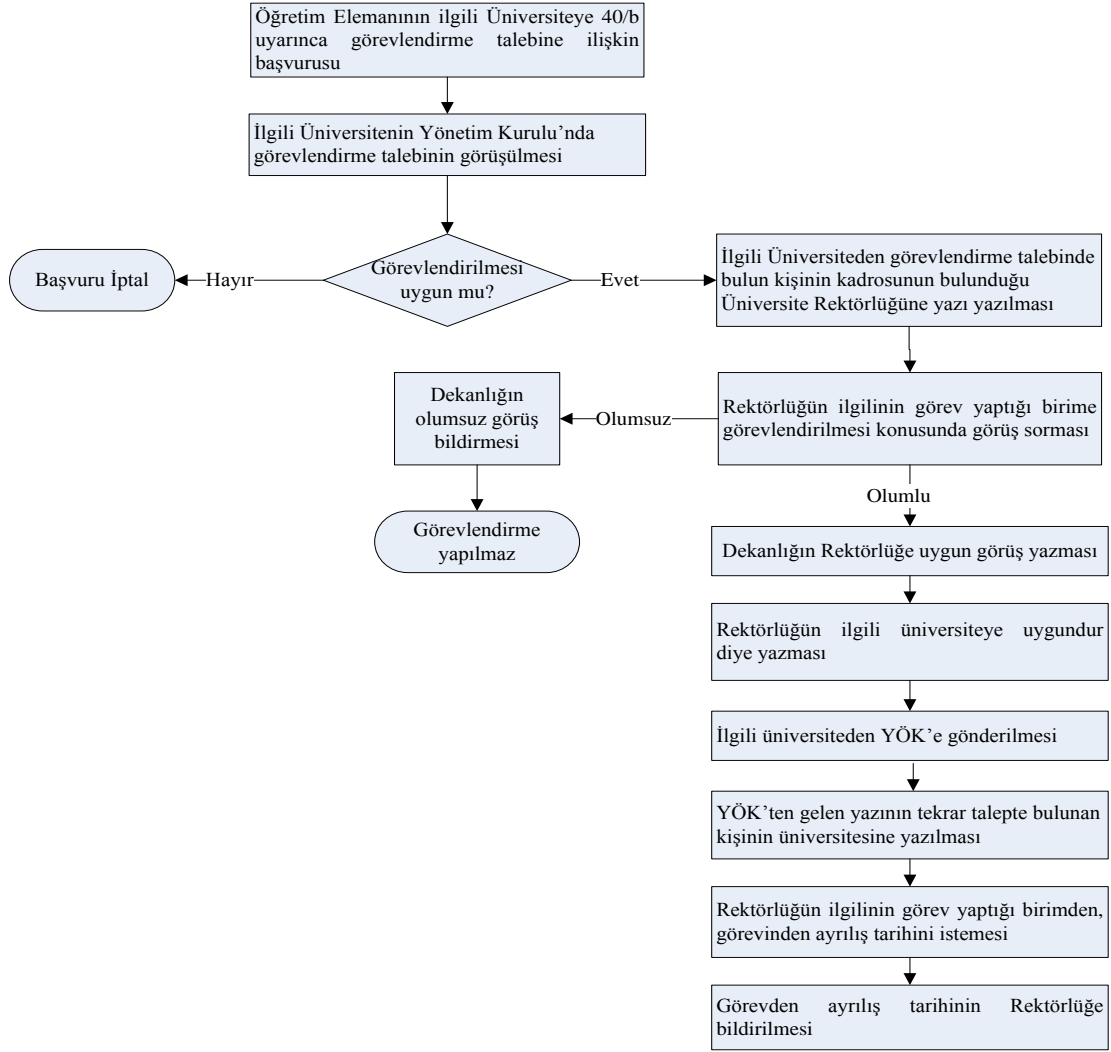 Öğretim Elemanının ilgili Üniversiteye 40/b
uyarınca görevlendirme talebine ilişkin
başvurusu
İlgili Üniversitenin Yönetim Kurulu’nda
görevlendirme talebinin görüşülmesi
Görevlendirilmesi
uygun mu?
Hayır
Başvuru İptal
Evet
İlgili Üniversiteden görevlendirme talebinde
bulun kişinin kadrosunun bulunduğu
Üniversite Rektörlüğüne yazı yazılması
Rektörlüğün ilgilinin görev yaptığı birime
görevlendirilmesi konusunda görüş sorması
Olumsuz
Dekanlığın
olumsuz görüş
bildirmesi
Görevlendirme
yapılmaz
Olumlu
Dekanlığın Rektörlüğe uygun görüş yazması
Rektörlüğün ilgili üniversiteye uygundur
diye yazması
İlgili üniversiteden YÖK’e gönderilmesi
YÖK’ten gelen yazının tekrar talepte bulunan
kişinin üniversitesine yazılması
Rektörlüğün ilgilinin görev yaptığı birimden,
görevinden ayrılış tarihini istemesi
Görevden ayrılış tarihinin Rektörlüğe
bildirilmesi